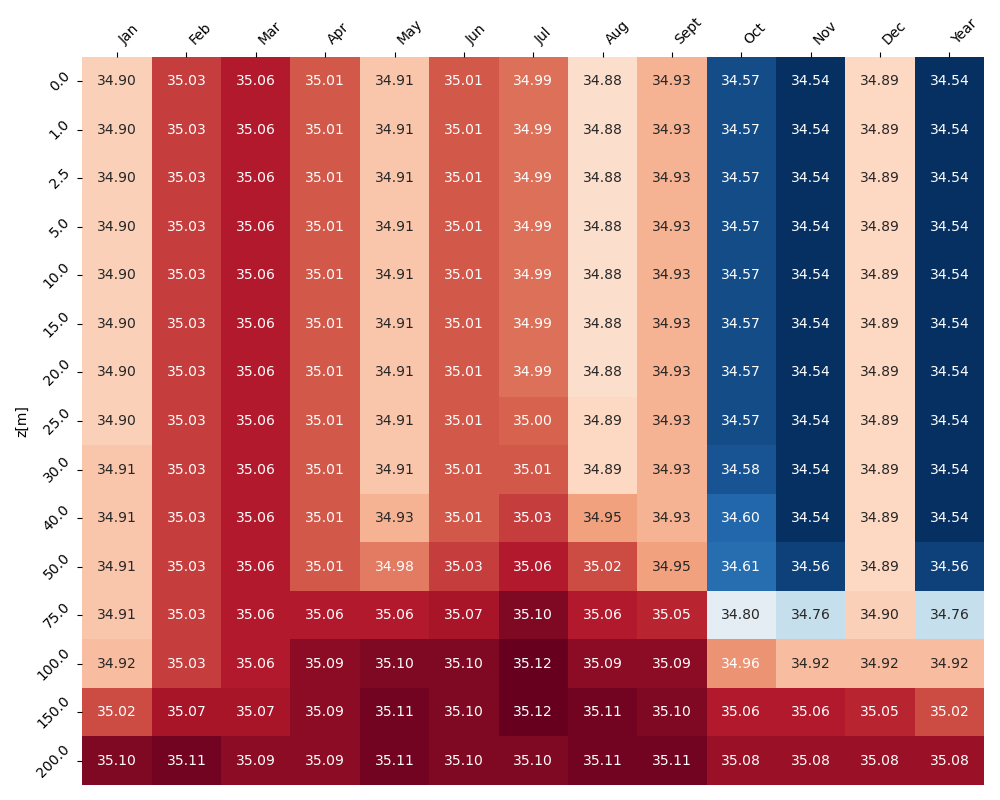 Jan Feb Mar Apr May Jun Jul Aug Sept Oct Nov Dec Year
0.0 34.90 35.03 35.06 35.01 34.91 35.01 34.99 34.88 34.93 34.57 34.54 34.89 34.54
1.0 34.90 35.03 35.06 35.01 34.91 35.01 34.99 34.88 34.93 34.57 34.54 34.89 34.54
2.5 34.90 35.03 35.06 35.01 34.91 35.01 34.99 34.88 34.93 34.57 34.54 34.89 34.54
5.0 34.90 35.03 35.06 35.01 34.91 35.01 34.99 34.88 34.93 34.57 34.54 34.89 34.54
10.0 34.90 35.03 35.06 35.01 34.91 35.01 34.99 34.88 34.93 34.57 34.54 34.89 34.54
15.0 34.90 35.03 35.06 35.01 34.91 35.01 34.99 34.88 34.93 34.57 34.54 34.89 34.54
20.0 34.90 35.03 35.06 35.01 34.91 35.01 34.99 34.88 34.93 34.57 34.54 34.89 34.54
z[m]
25.0 34.90 35.03 35.06 35.01 34.91 35.01 35.00 34.89 34.93 34.57 34.54 34.89 34.54
30.0 34.91 35.03 35.06 35.01 34.91 35.01 35.01 34.89 34.93 34.58 34.54 34.89 34.54
40.0 34.91 35.03 35.06 35.01 34.93 35.01 35.03 34.95 34.93 34.60 34.54 34.89 34.54
50.0 34.91 35.03 35.06 35.01 34.98 35.03 35.06 35.02 34.95 34.61 34.56 34.89 34.56
75.0 34.91 35.03 35.06 35.06 35.06 35.07 35.10 35.06 35.05 34.80 34.76 34.90 34.76
100.0 34.92 35.03 35.06 35.09 35.10 35.10 35.12 35.09 35.09 34.96 34.92 34.92 34.92
150.0 35.02 35.07 35.07 35.09 35.11 35.10 35.12 35.11 35.10 35.06 35.06 35.05 35.02
200.0 35.10 35.11 35.09 35.09 35.11 35.10 35.10 35.11 35.11 35.08 35.08 35.08 35.08